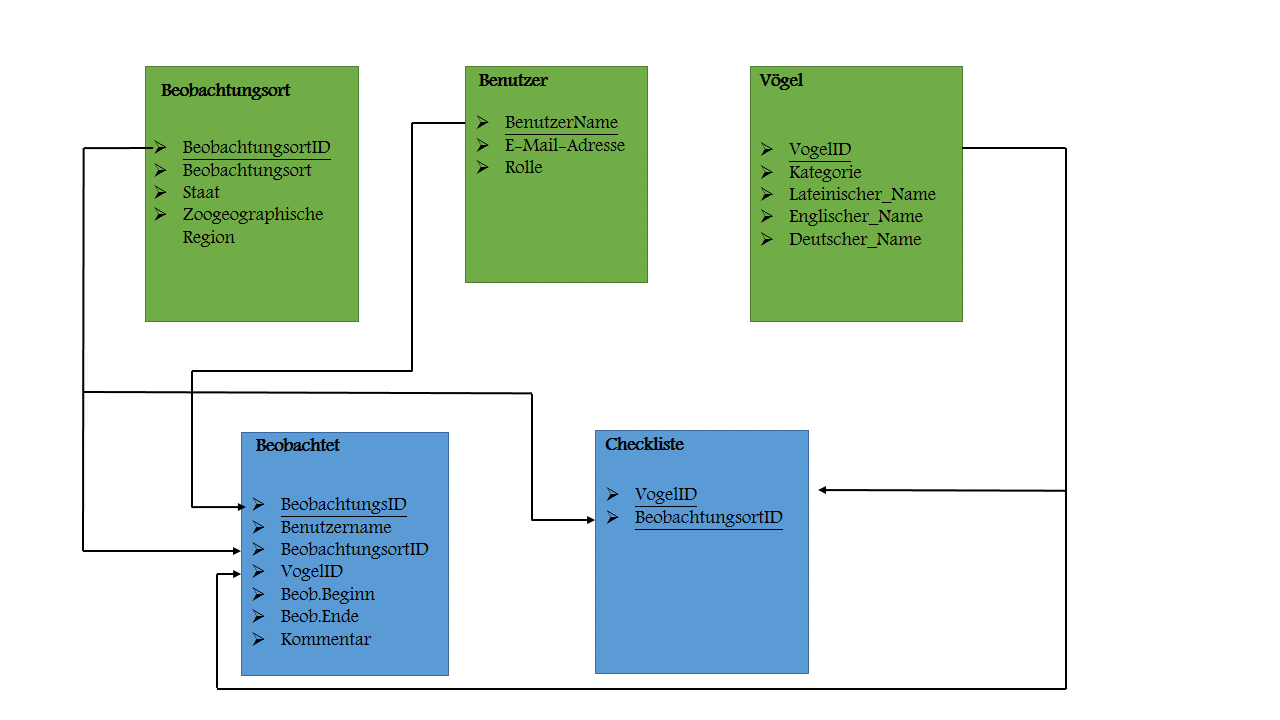 Beobachtungsort
BeobachtungsortID
Beobachtungsort
Staat
Zoogeographische
Region
Benutzer
BenutzerName
E-Mail-Adresse
Rolle
Vögel
VogelID
Kategorie
Lateinischer_Name
Englischer_Name
Deutscher_Name
Beobachtet
BeobachtungsID
Benutzername
BeobachtungsortID
VogelID
Beob.Beginn
Beob.Ende
Kommentar
Checkliste
VogelID
BeobachtungsortID